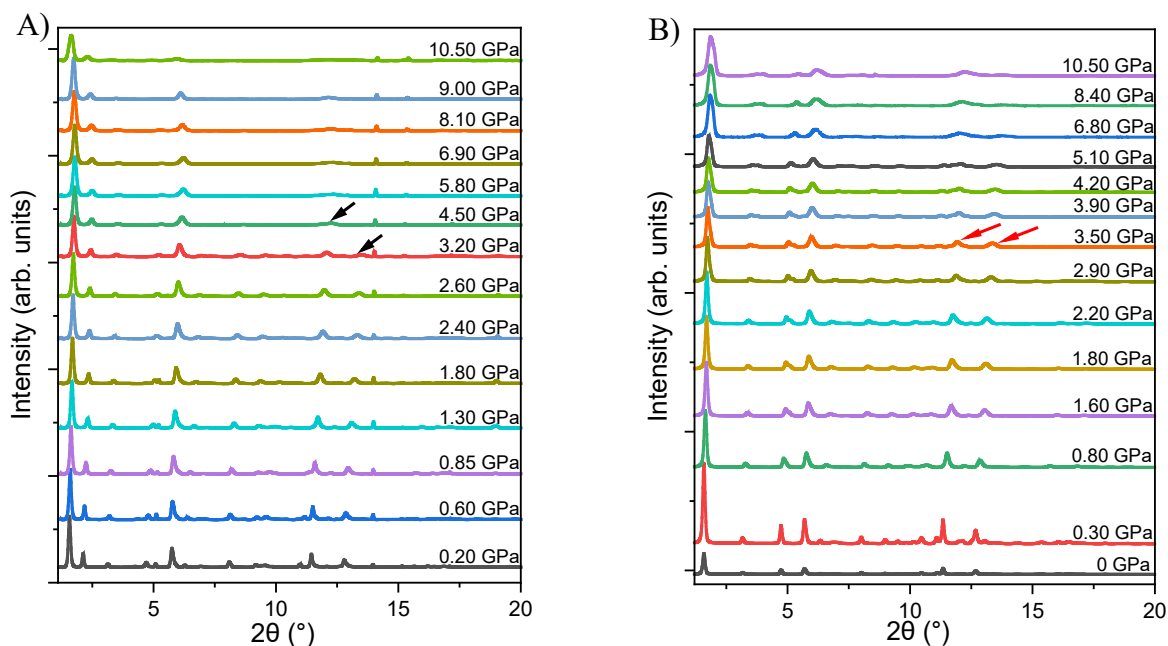 A)
10.50 GPa
9.00 GPa
8.10 GPa
6.90 GPa
5.80 GPa
4.50 GPa
3.20 GPa
2.60 GPa
2.40 GPa
1.80 GPa
1.30 GPa
0.85 GPa
0.60 GPa
0.20 GPa
Intensity (arb. units)
5
10
15
20
2θ (°)
B)
10.50 GPa
8.40 GPa
6.80 GPa
5.10 GPa
4.20 GPa
3.90 GPa
3.50 GPa
2.90 GPa
2.20 GPa
1.80 GPa
1.60 GPa
0.80 GPa
0.30 GPa
0 GPa
Intensity (arb. units)
5
10
15
20
2θ (°)